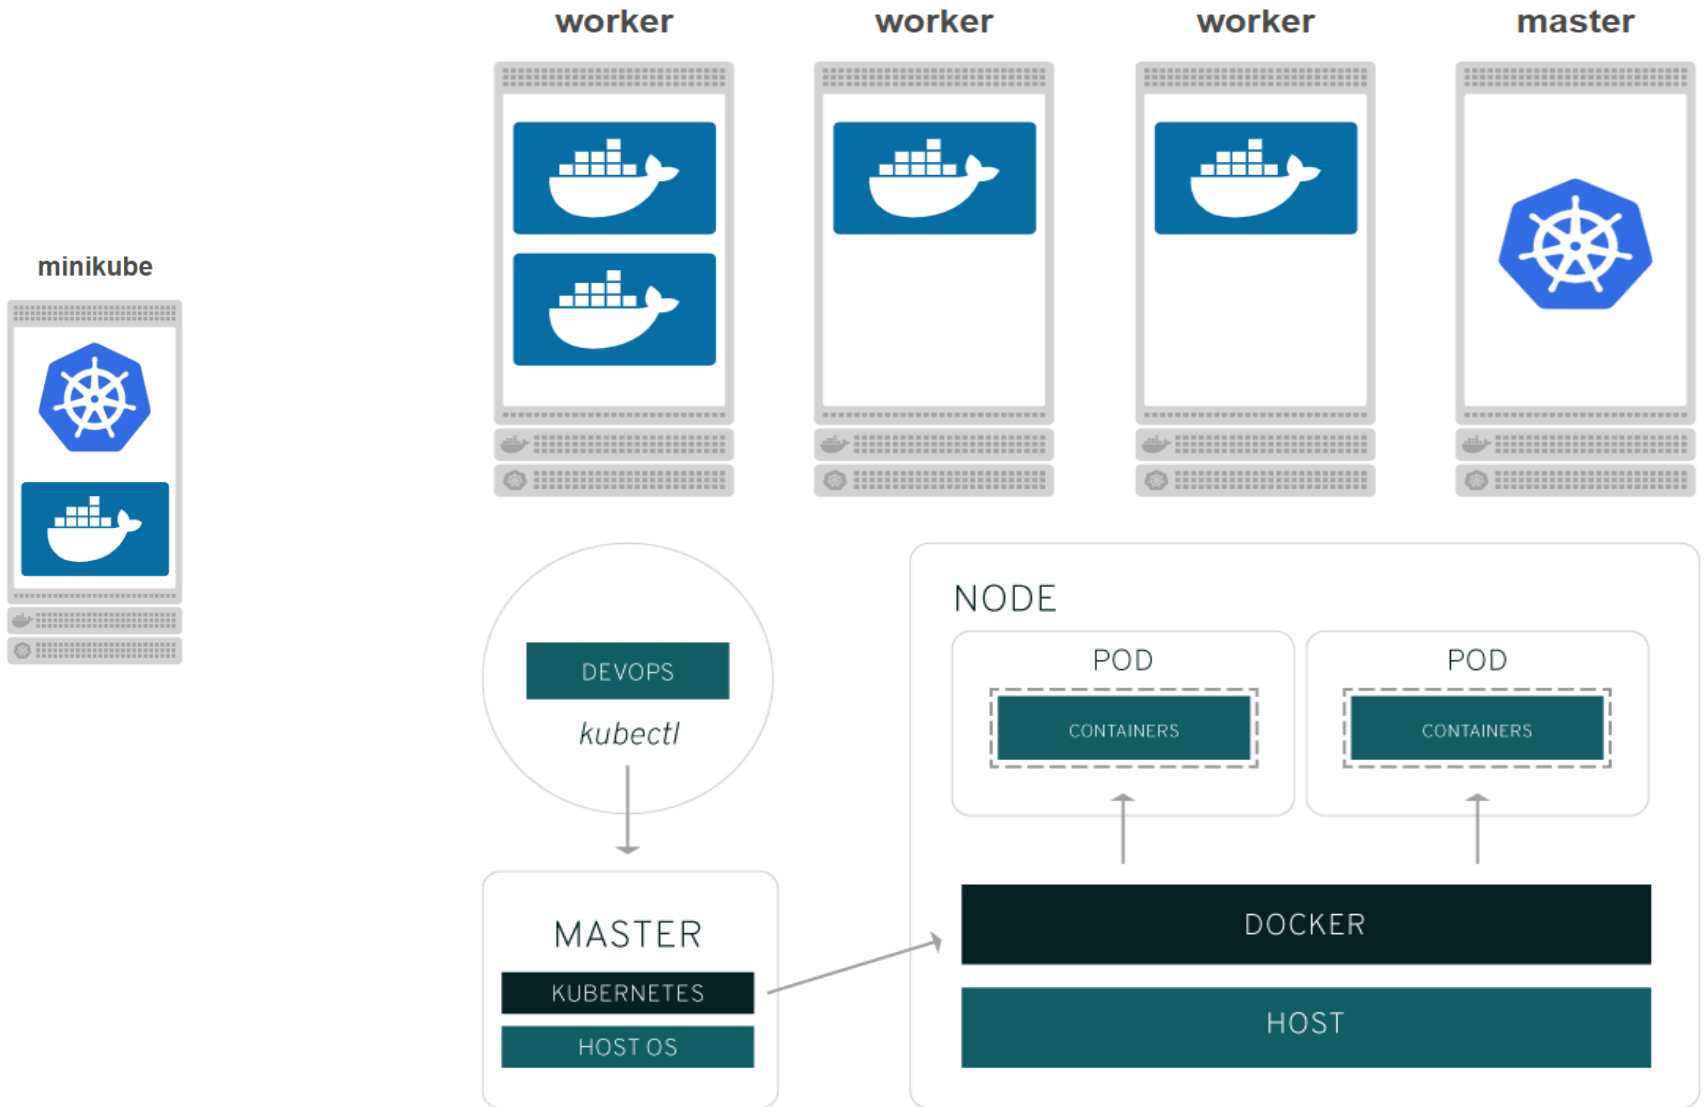 worker
worker
worker
master
minikube
DEVOPS
kubectl
MASTER
KUBERNETES
HOST OS
NODE
POD
CONTAINERS
POD
CONTAINERS
DOCKER
HOST